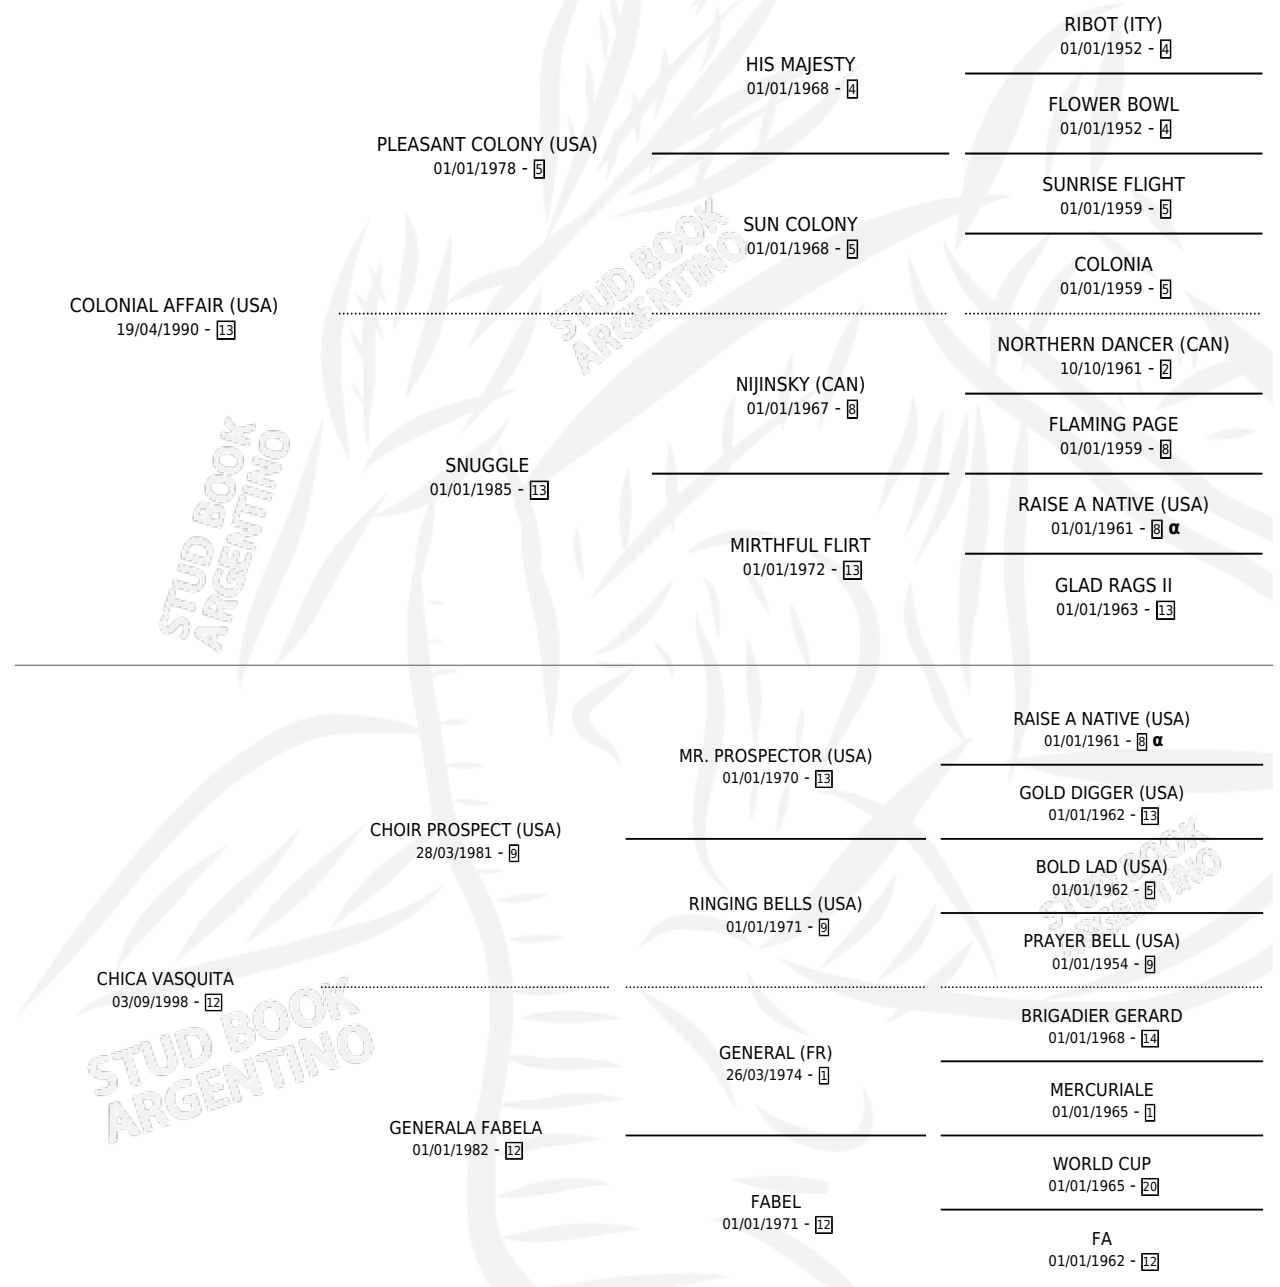 RIBOT (ITY)
01/01/1952 - 4
HIS MAJESTY
01/01/1968 - 4
FLOWER BOWL
01/01/1952 - 4
PLEASANT COLONY (USA)
01/01/1978 - 5
SUNRISE FLIGHT
01/01/1959 - 5
SUN COLONY
01/01/1968 - 5
COLONIA
01/01/1959 - 5
COLONIAL AFFAIR (USA)
19/04/1990 - 13
NORTHERN DANCER (CAN)
10/10/1961 - 2
NIJINSKY (CAN)
01/01/1967 - 8
FLAMING PAGE
01/01/1959 - 8
SNUGGLE
01/01/1985 - 13
RAISE A NATIVE (USA)
01/01/1961 - 8 α
MIRTHFUL FLIRT
01/01/1972 - 13
GLAD RAGS II
01/01/1963 - 13
RAISE A NATIVE (USA)
01/01/1961 - 8 α
MR. PROSPECTOR (USA)
01/01/1970 - 13
GOLD DIGGER (USA)
01/01/1962 - 13
CHOIR PROSPECT (USA)
28/03/1981 - 9
BOLD LAD (USA)
01/01/1962 - 5
RINGING BELLS (USA)
01/01/1971 - 9
PRAYER BELL (USA)
01/01/1954 - 9
CHICA VASQUITA
03/09/1998 - 12
BRIGADIER GERARD
01/01/1968 - 14
GENERAL (FR)
26/03/1974 - 1
MERCURIALE
01/01/1965 - 1
GENERALA FABELA
01/01/1982 - 12
WORLD CUP
01/01/1965 - 20
FABEL
01/01/1971 - 12
FA
01/01/1962 - 12
STUD BOOK
ARGENTINO
STUD BOOK
ARGENTINO
STUD BOOK
ARGENTINO
STUD BOOK
ARGENTINO